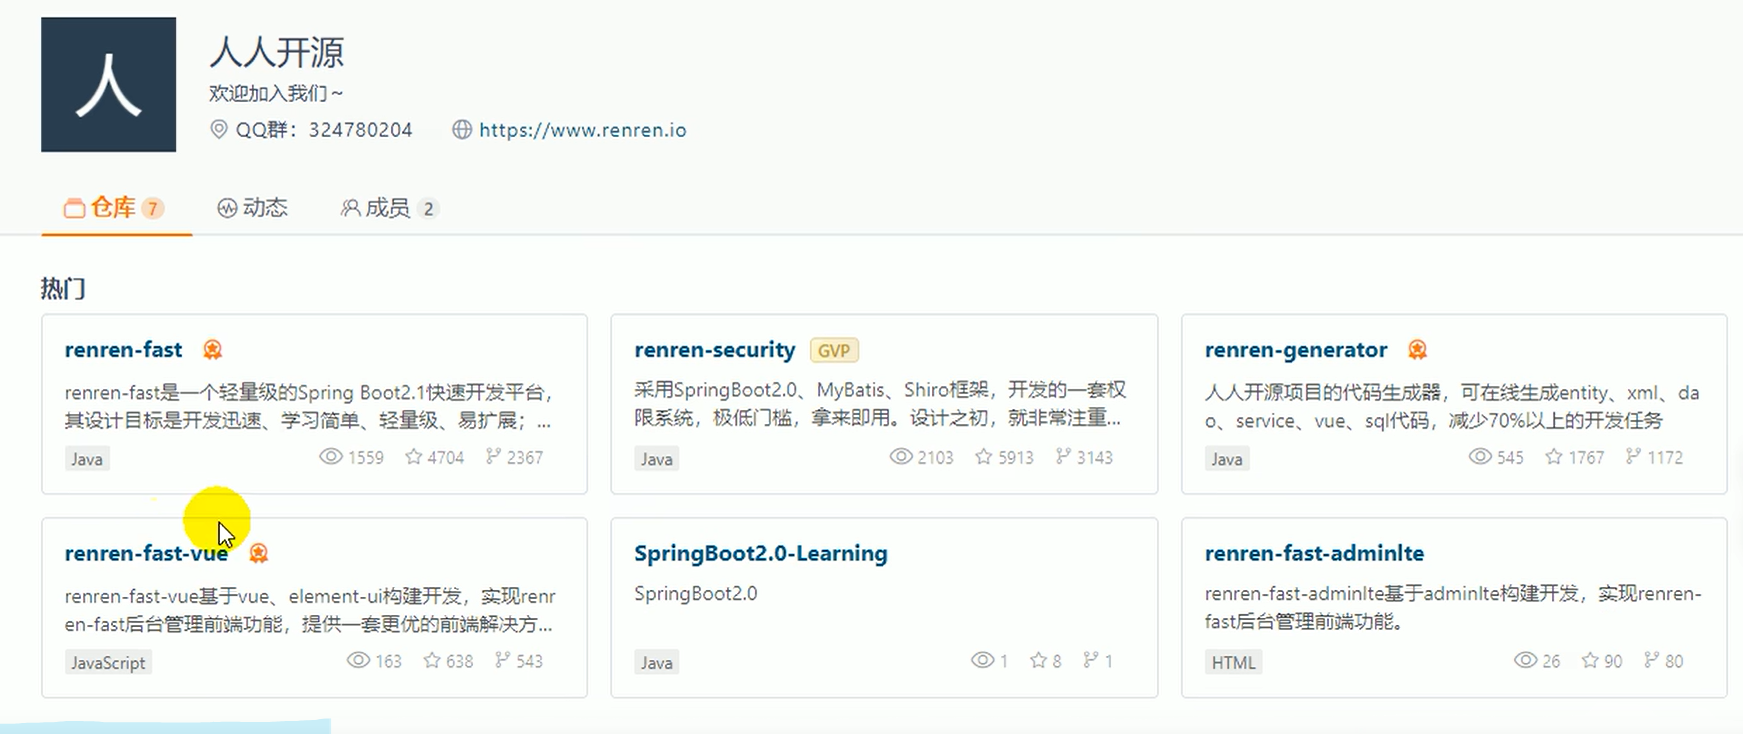 人
人人开源
欢迎加入我们~
QQ群：324780204 https://www.renren.io
仓库 7 动态 成员 2
热门
renren-fast
renren-fast是一个轻量级的Spring Boot2.1快速开发平台，
其设计目标是开发迅速、学习简单、轻量级、易扩展；...
Java 1559 4704 2367
renren-security GVP
采用SpringBoot2.0、MyBatis、Shiro框架，开发的一套权
限系统，极低门槛，拿来即用。设计之初，就非常注重...
Java 2103 5913 3143
renren-generator
人人开源项目的代码生成器，可在线生成entity、xml、da
o、service、vue、sql代码，减少70%以上的开发任务
Java 545 1767 1172
renren-fast-vue
renren-fast-vue基于vue、element-ui构建开发，实现renr
en-fast后台管理前端功能，提供一套更优的前端解决方...
JavaScript 163 638 543
SpringBoot2.0-Learning
SpringBoot2.0
Java 1 8 1
renren-fast-adminlte
renren-fast-adminlte基于adminlte构建开发，实现renren-
fast后台管理前端功能。
HTML 26 90 80